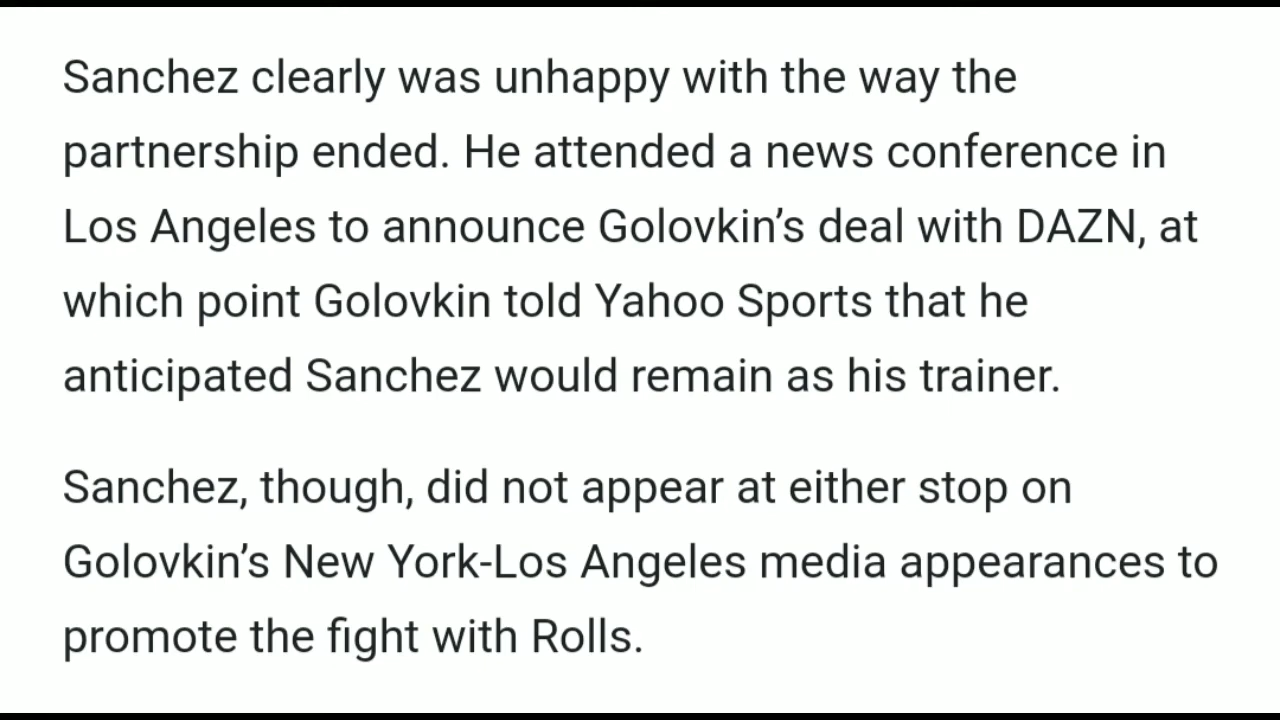 Sanchez clearly was unhappy with the way the
partnership ended. He attended a news conference in
Los Angeles to announce Golovkin’s deal with DAZN, at
which point Golovkin told Yahoo Sports that he
anticipated Sanchez would remain as his trainer.
Sanchez, though, did not appear at either stop on
Golovkin’s New York-Los Angeles media appearances to
promote the fight with Rolls.